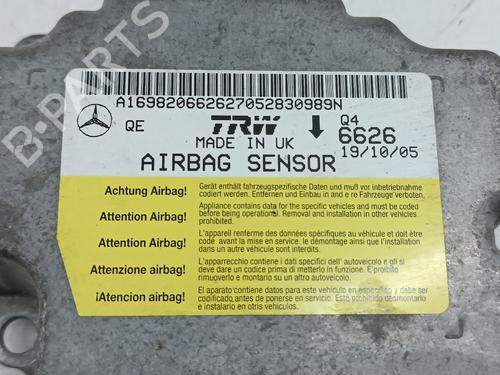 B-PARTS
A1698206626270528309​89N
QE
TRW
Q4
MADE IN UK
6626
AIRBAG SENSOR
19/10/05
Achtung Airbag!
Gerät enthält fahrzeugspezifische Daten und muß vor inbetriebnahme
codiert werden. Entfernen und Einbau in and e re Fahrzeuge verboten.
Attention Airbag!
Appliance contains data for the specific vehicles and must be coded
before being operational. Removal and installation in other vehicles
prohibited.
Attention Airbag!
L'appareil renferme des données spécifiques au véhicule et doit être
codé avant la mise en service. le démontage ainsi que l'installation
dans un autre véhicule sont interdits.
Attenzione airbag!
L'apparecchio contiene i dati specifici dell' autoveicolo e gli si
deve dare un codice prima di metterlo in funzione. E proibito
rimuoverlo e montarlo su un altro autoveicolo.
¡Atencion airbag!
El aparato contiene datos en específico del vehículo y debe ser
codificado antes de ponerse en servicio. Está prohibido desmontarlo
e instalarlo en otros vehículos.